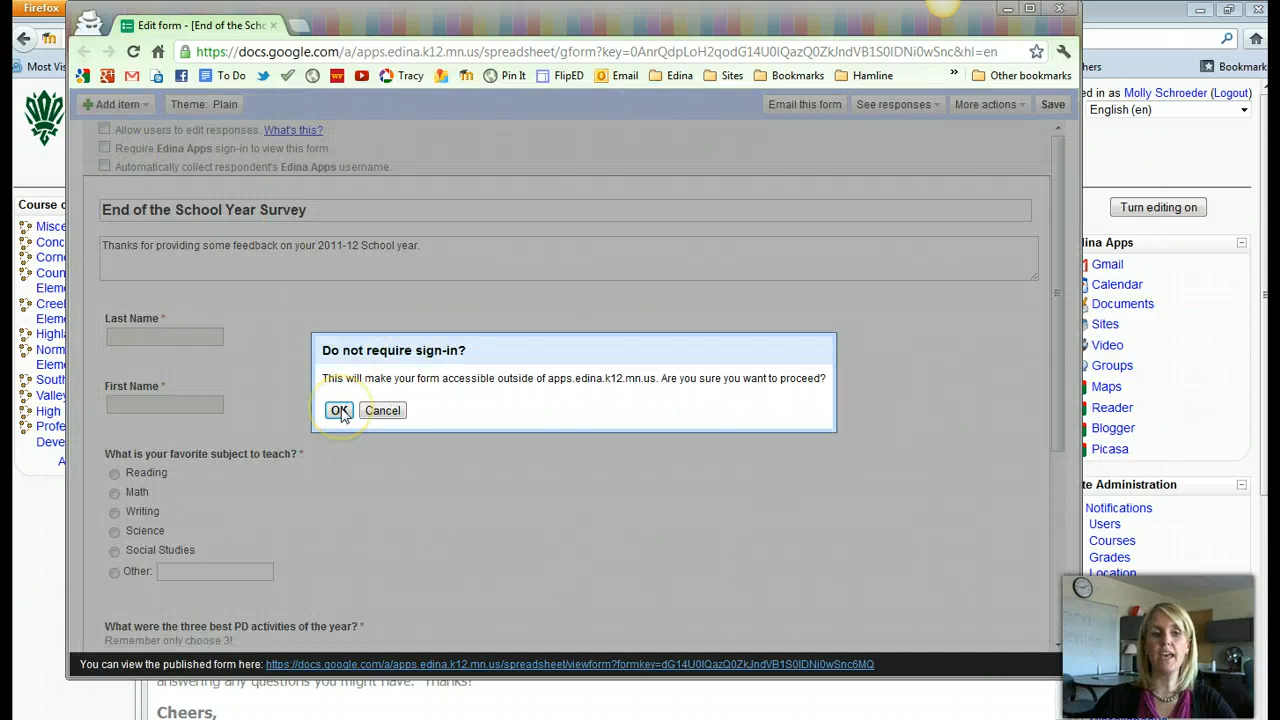 Firefox
Edit form - [End of the Scho
https://docs.google.com/a/apps.edina.k12.mn.us/spreadsheet/gform?key=0AnrQdpLoH2qodG14U0lQazQ0ZkJndVB1S0lDNi0wSnc&hl=en
Most Vis
To Do
Tracy
Pin It
FlipED
Email
Edina
Sites
Bookmarks
Hamline
»
Other bookmarks
hers
Bookmark
Add item
Theme: Plain
Email this form
See responses
More actions
Save
ed in as Molly Schroeder (Logout)
English (en)
Allow users to edit responses. What's this?
Require Edina Apps sign-in to view this form.
Automatically collect respondent's Edina Apps username.
Course c
Misce
Conc
Corne
Coun
Eleme
Creel
Eleme
Highl
Norm
Eleme
South
Valley
High
Profe
Deve
A
End of the School Year Survey
Thanks for providing some feedback on your 2011-12 School year.
Last Name *
First Name *
Do not require sign-in?
This will make your form accessible outside of apps.edina.k12.mn.us. Are you sure you want to proceed?
OK
Cancel
What is your favorite subject to teach? *
Reading
Math
Writing
Science
Social Studies
Other:
What were the three best PD activities of the year? *
Remember only choose 3!
You can view the published form here: https://docs.google.com/a/apps.edina.k12.mn.us/spreadsheet/viewform?formkey=dG14U0lQazQ0ZkJndVB1S0lDNi0wSnc6MQ
Turn editing on
dina Apps
Gmail
Calendar
Documents
Sites
Video
Groups
Maps
Reader
Blogger
Picasa
te Administration
Notifications
Users
Courses
Grades
Location
answering any questions you might have. Thanks!
Cheers,